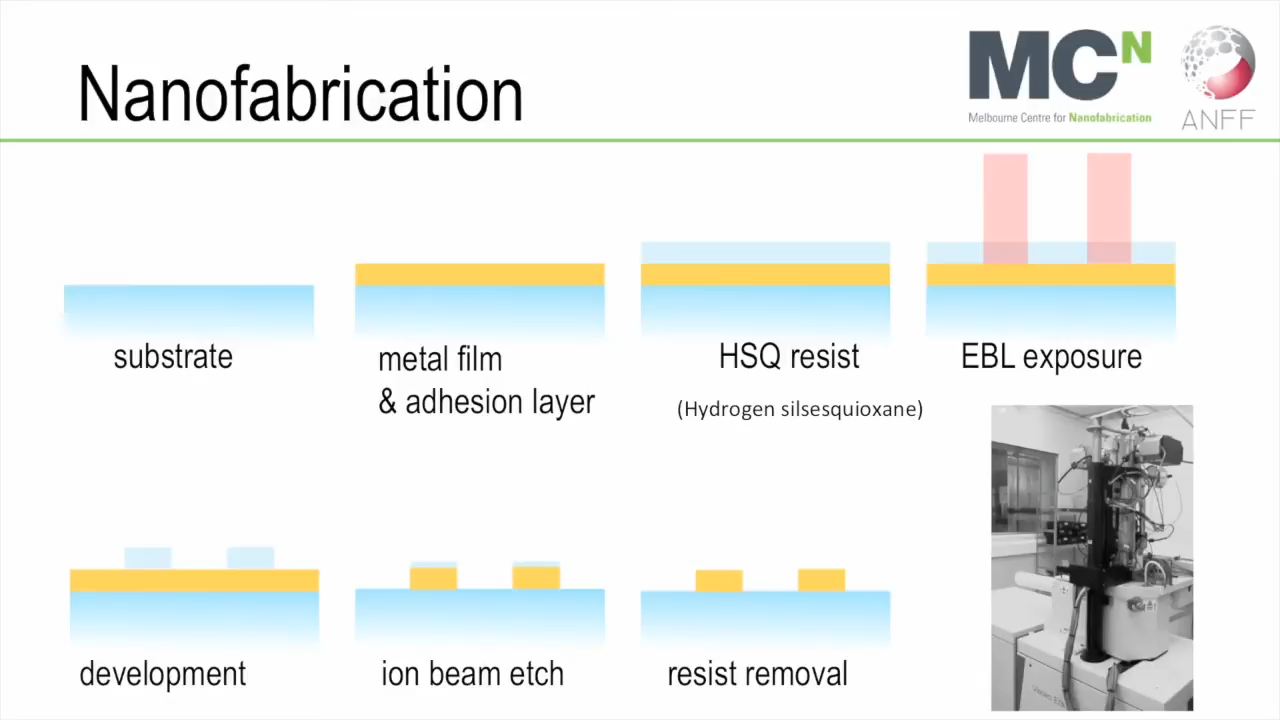 Nanofabrication
MCN
Melbourne Centre for Nanofabrication
ANFF
substrate
metal film
& adhesion layer
HSQ resist
(Hydrogen silsesquioxane)
EBL exposure
development
ion beam etch
resist removal